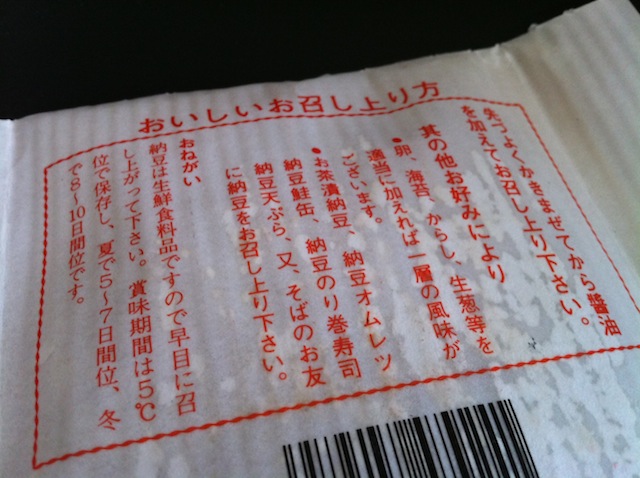 おいしいお召し上り方
先づよくかきまぜてから醬油
を加えてお召し上り下さい。
其の他お好みにより
●卵、海苔、からし、生葱等を
適当に加えれば一層の風味が
ございます。
●お茶漬納豆、納豆オムレツ
納豆鮭缶、納豆のり巻寿司
納豆天ぷら、又、そばのお友
に納豆をお召し上り下さい。
おねがい
納豆は生鮮食料品ですので早目に召
し上がって下さい。賞味期間は5℃
位で保存し、夏で5〜7日間位、冬
で8〜10日間位です。